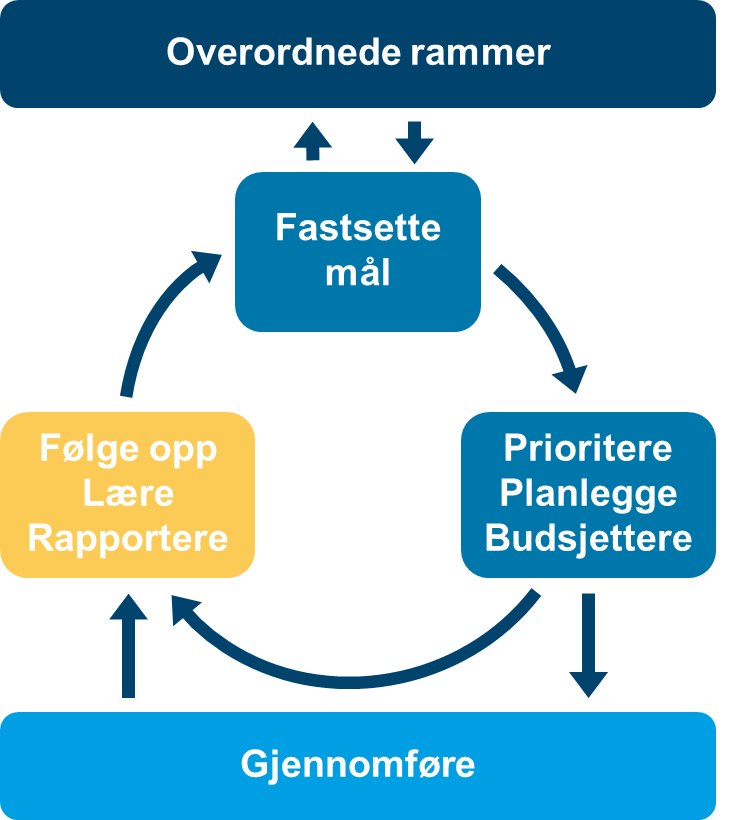 Overordnede rammer
Fastsette
mål
Følge opp
Lære
Rapportere
Prioritere
Planlegge
Budsjettere
Gjennomføre